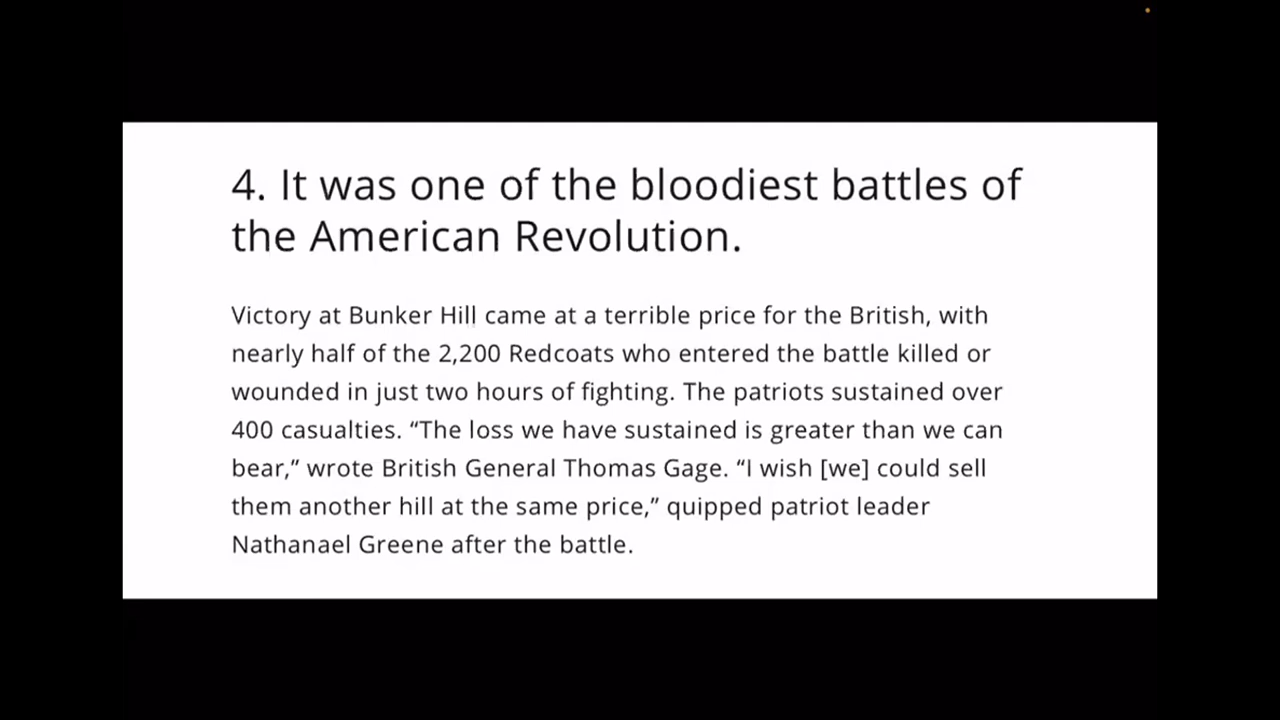 4. It was one of the bloodiest battles of
the American Revolution.
Victory at Bunker Hill came at a terrible price for the British, with
nearly half of the 2,200 Redcoats who entered the battle killed or
wounded in just two hours of fighting. The patriots sustained over
400 casualties. “The loss we have sustained is greater than we can
bear,” wrote British General Thomas Gage. “I wish [we] could sell
them another hill at the same price,” quipped patriot leader
Nathanael Greene after the battle.